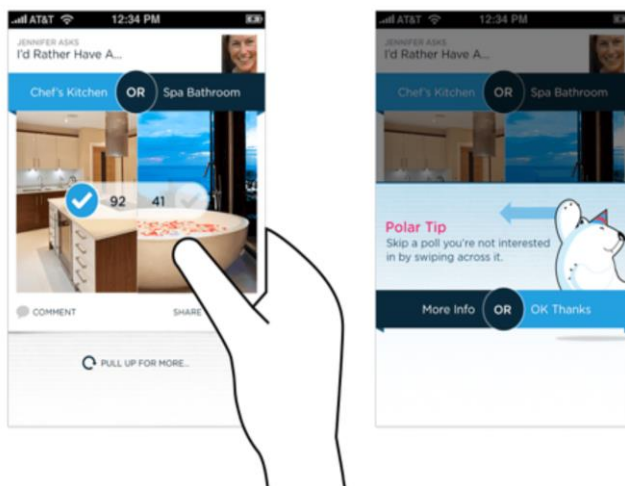 AT&T 12:34 PM
JENNIFER ASKS
I'd Rather Have A...
Chef's Kitchen OR Spa Bathroom
92 41
COMMENT SHARE
PULL UP FOR MORE...
AT&T 12:34 PM
JENNIFER ASKS
I'd Rather Have A...
Chef's Kitchen OR Spa Bathroom
Polar Tip
Skip a poll you're not interested
in by swiping across it.
More Info OR OK Thanks